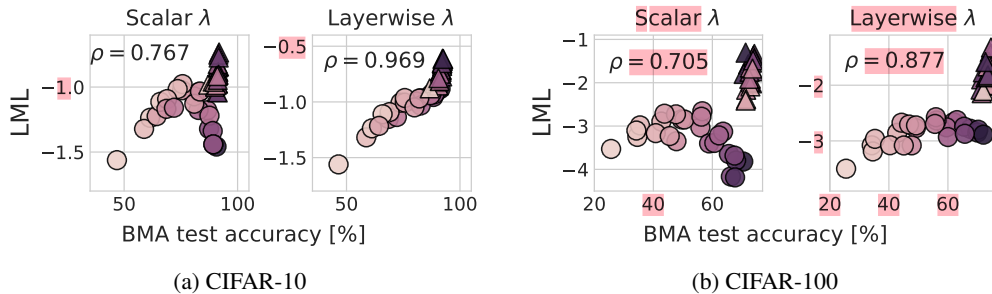 Scalar λ
Layerwise λ
Scalar λ
Layerwise λ
ρ = 0.767
ρ = 0.969
ρ = 0.705
ρ = 0.877
LML
−1.0
−1.5
−0.5
−1.0
−1.5
LML
−1
−2
−3
−4
−2
−3
50
100
50
100
20
40
60
20
40
60
BMA test accuracy [%]
BMA test accuracy [%]
(a) CIFAR-10
(b) CIFAR-100